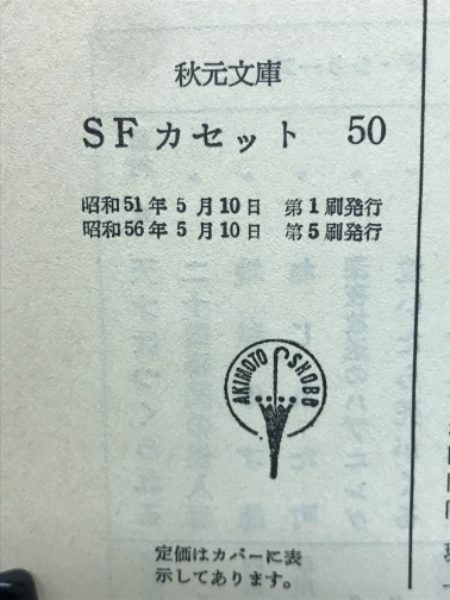 秋元文庫
SFカセット 50
昭和51年5月10日 第1刷発行
昭和56年5月10日 第5刷発行
AKIMOTO SHOBO
定価はカバーに表
示してあります。